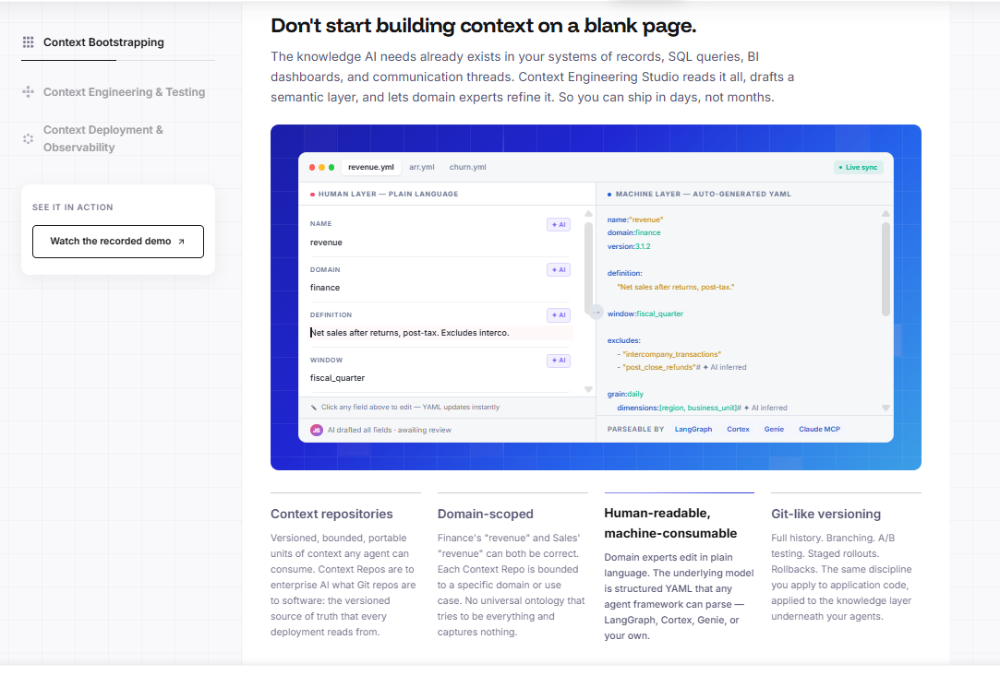 Context Bootstrapping
Context Engineering & Testing
Context Deployment &
Observability
SEE IT IN ACTION
Watch the recorded demo ↗
Don't start building context on a blank page.
The knowledge AI needs already exists in your systems of records, SQL queries, BI
dashboards, and communication threads. Context Engineering Studio reads it all, drafts a
semantic layer, and lets domain experts refine it. So you can ship in days, not months.
revenue.yml arr.yml churn.yml
Live sync
HUMAN LAYER — PLAIN LANGUAGE
NAME
✦ AI
revenue
DOMAIN
✦ AI
finance
DEFINITION
✦ AI
Net sales after returns, post-tax. Excludes interco.
WINDOW
✦ AI
fiscal_quarter
Click any field above to edit — YAML updates instantly
JS AI drafted all fields · awaiting review
MACHINE LAYER — AUTO-GENERATED YAML
name:"revenue"
domain:finance
version:3.1.2
definition:
"Net sales after returns, post-tax."
window:fiscal_quarter
excludes:
- "intercompany_transactions"
- "post_close_refunds"# ✦ AI inferred
grain:daily
dimensions:[region, business_unit]# ✦ AI inferred
PARSEABLE BY LangGraph Cortex Genie Claude MCP
Context repositories
Versioned, bounded, portable
units of context any agent can
consume. Context Repos are to
enterprise AI what Git repos are
to software: the versioned
source of truth that every
deployment reads from.
Domain-scoped
Finance's "revenue" and Sales'
"revenue" can both be correct.
Each Context Repo is bounded
to a specific domain or use
case. No universal ontology that
tries to be everything and
captures nothing.
Human-readable,
machine-consumable
Domain experts edit in plain
language. The underlying model
is structured YAML that any
agent framework can parse —
LangGraph, Cortex, Genie, or
your own.
Git-like versioning
Full history. Branching. A/B
testing. Staged rollouts.
Rollbacks. The same discipline
you apply to application code,
applied to the knowledge layer
underneath your agents.